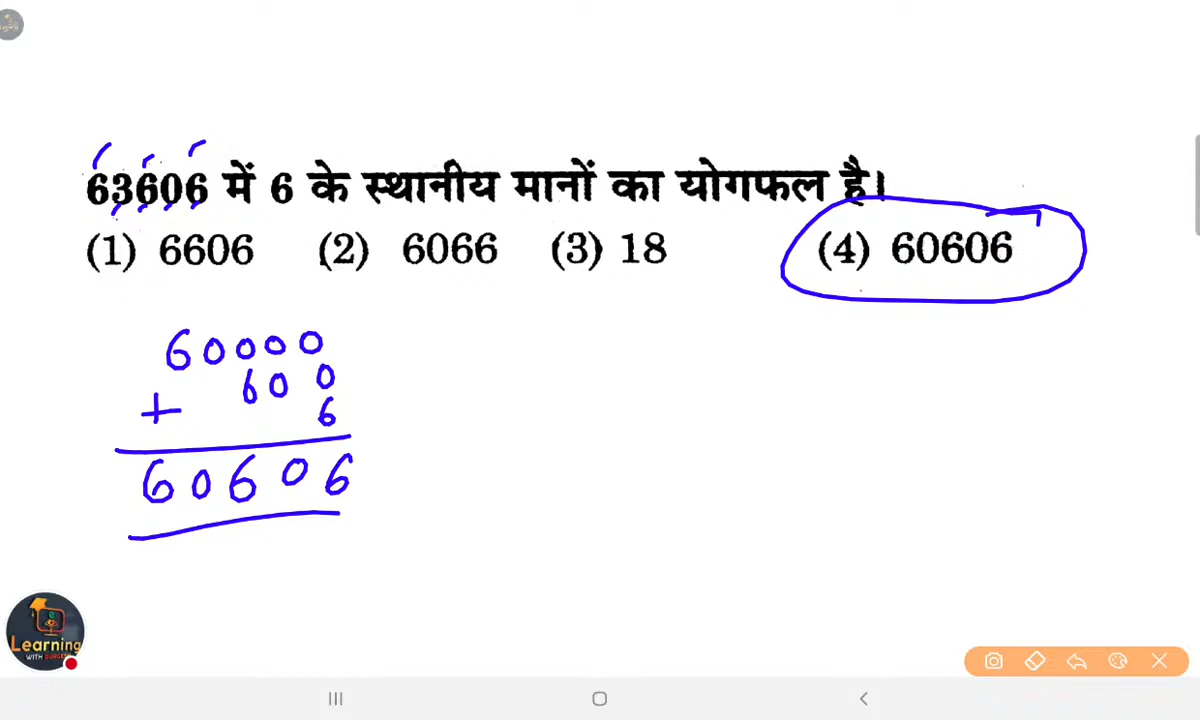 63606 में 6 के स्थानीय मानों का योगफल है।
(1) 6606 (2) 6066 (3) 18 (4) 60606
60000
600
+ 6
60606
Learning